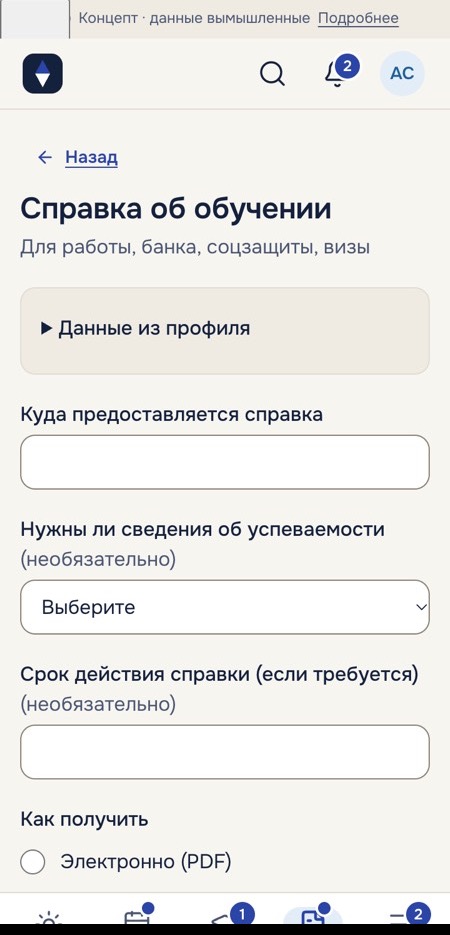 Концепт · данные вымышленные Подробнее
2
АС
Назад
Справка об обучении
Для работы, банка, соцзащиты, визы
Данные из профиля
Куда предоставляется справка
Нужны ли сведения об успеваемости
(необязательно)
Выберите
Срок действия справки (если требуется)
(необязательно)
Как получить
Электронно (PDF)
1
2